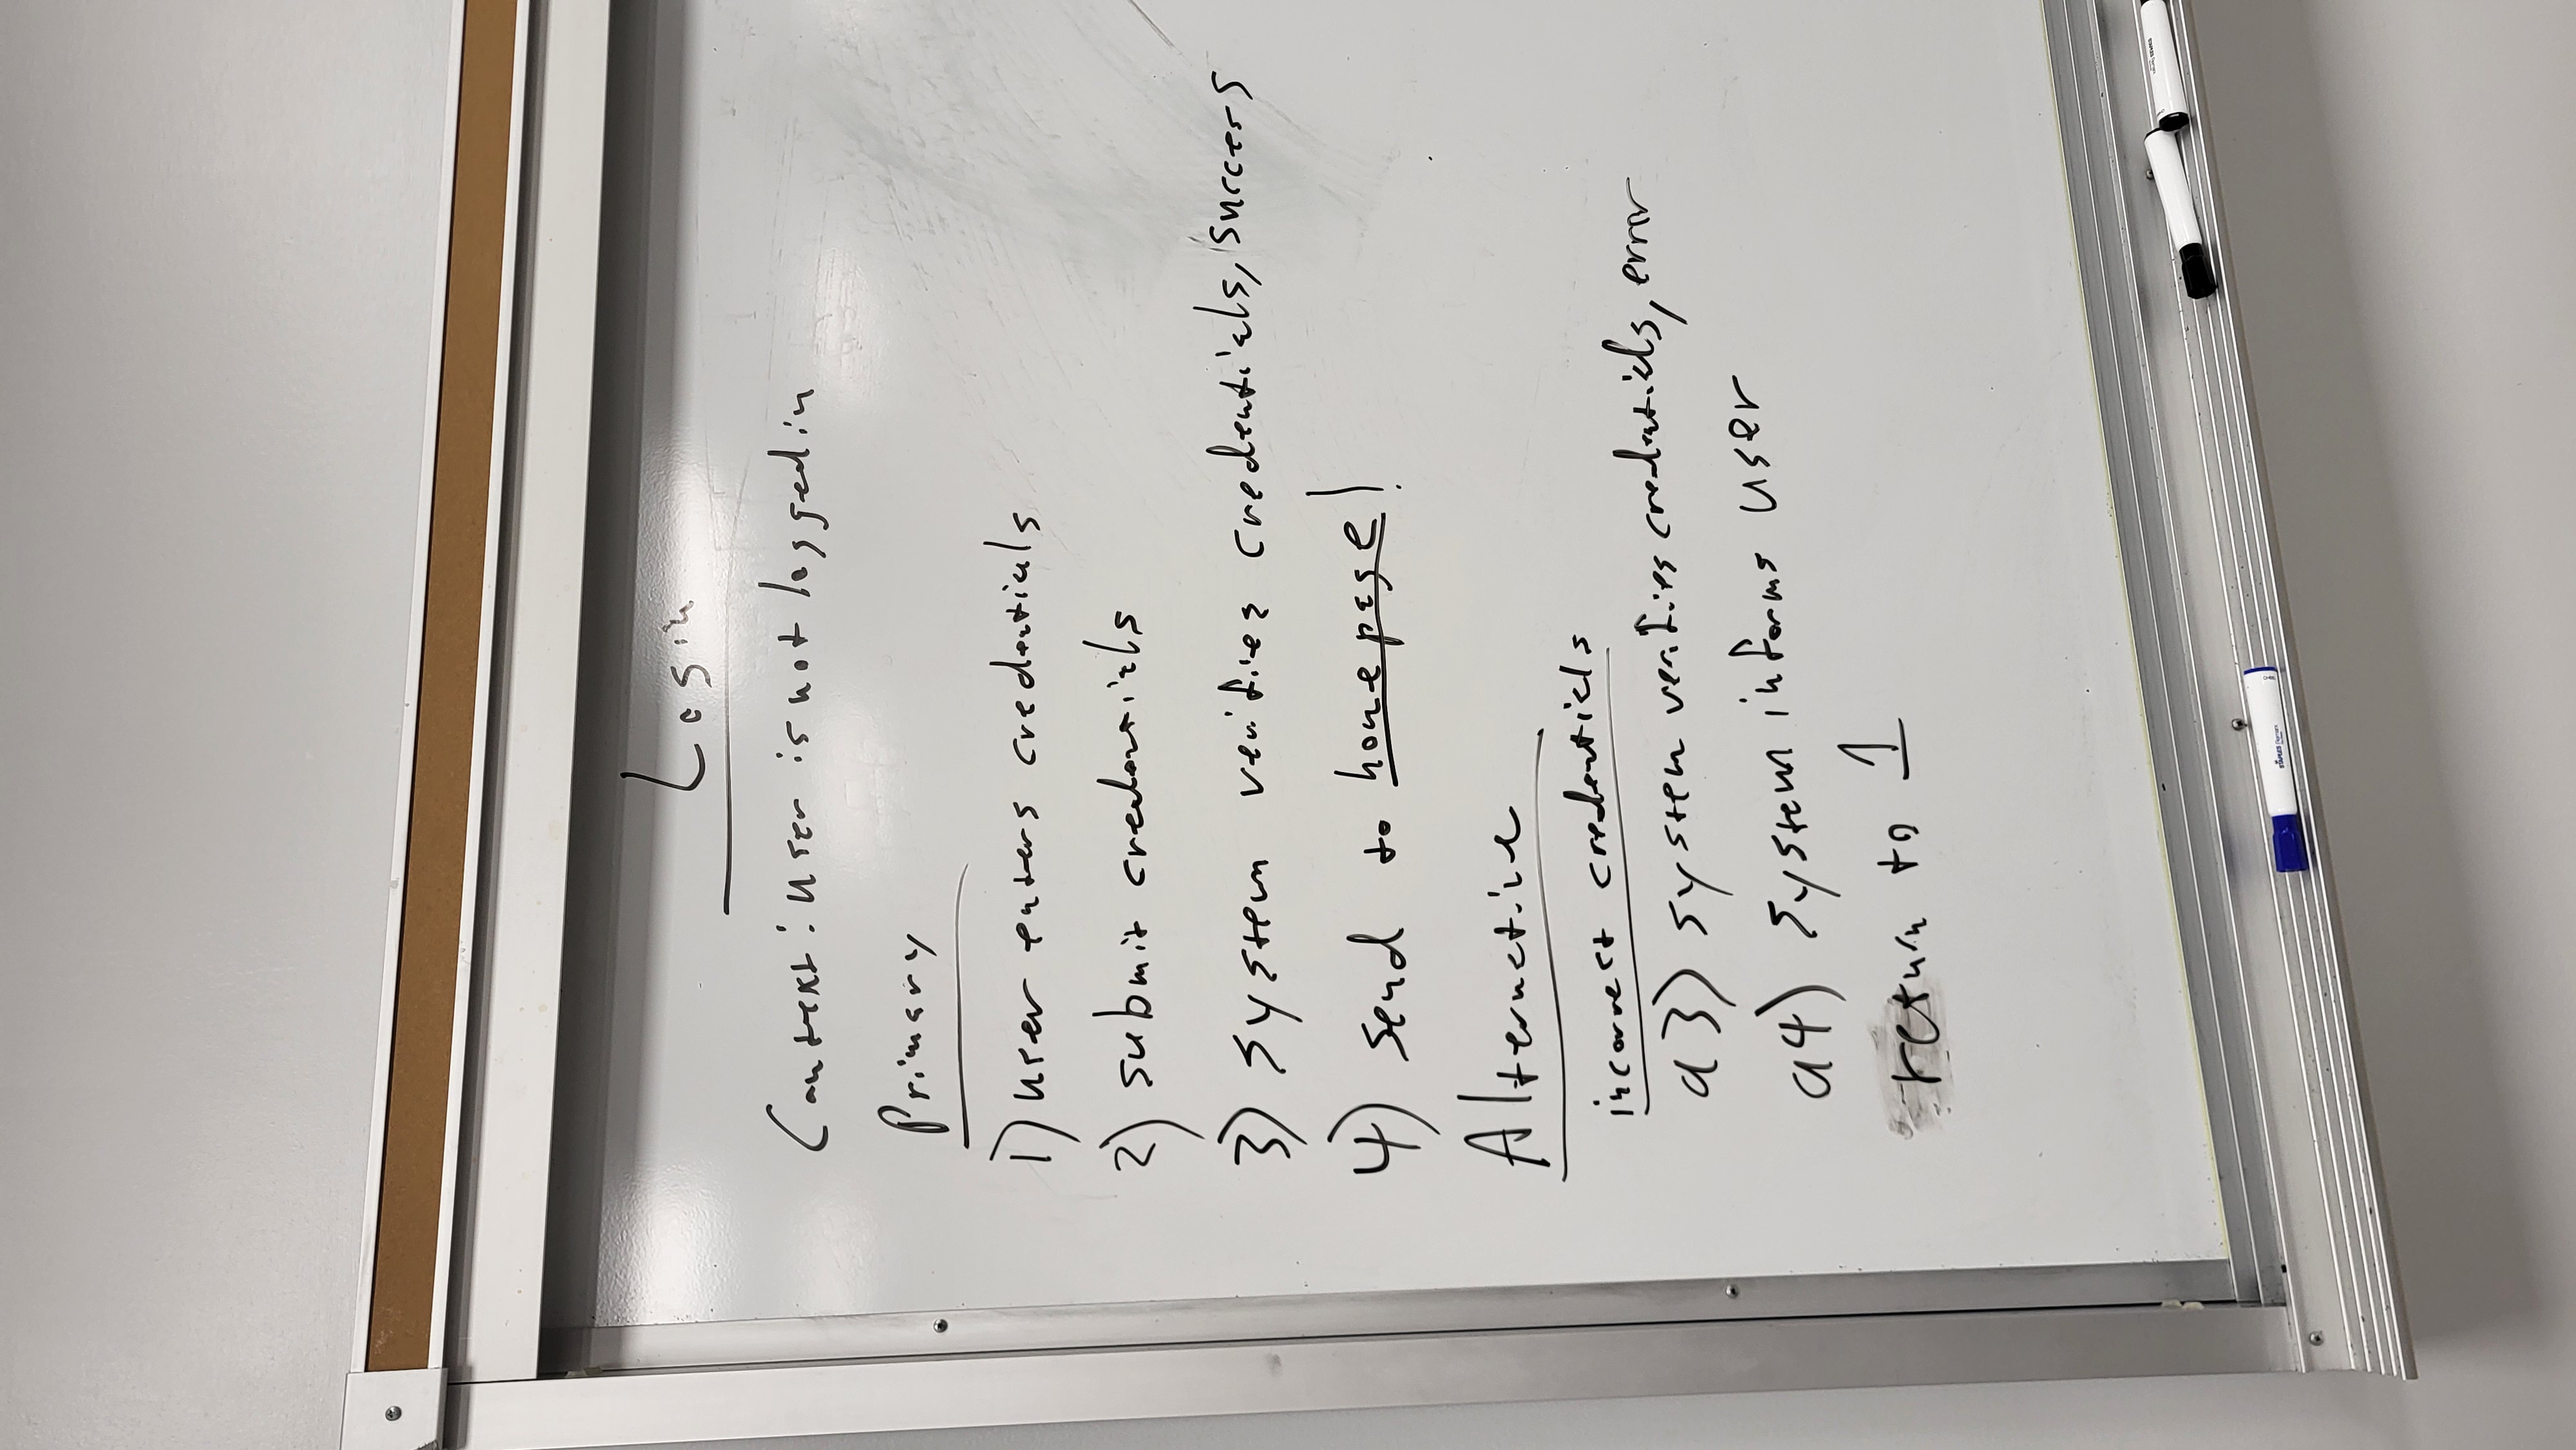 Login
Context: user is not logged in
Primary
1) user enters credentials
2) submit credentials
3) system verifies credentials, success
4) send to homepage!
Alternative
incorrect credentials
a3) system verifies credentials, error
a4) system informs user
return to 1
STAPLES